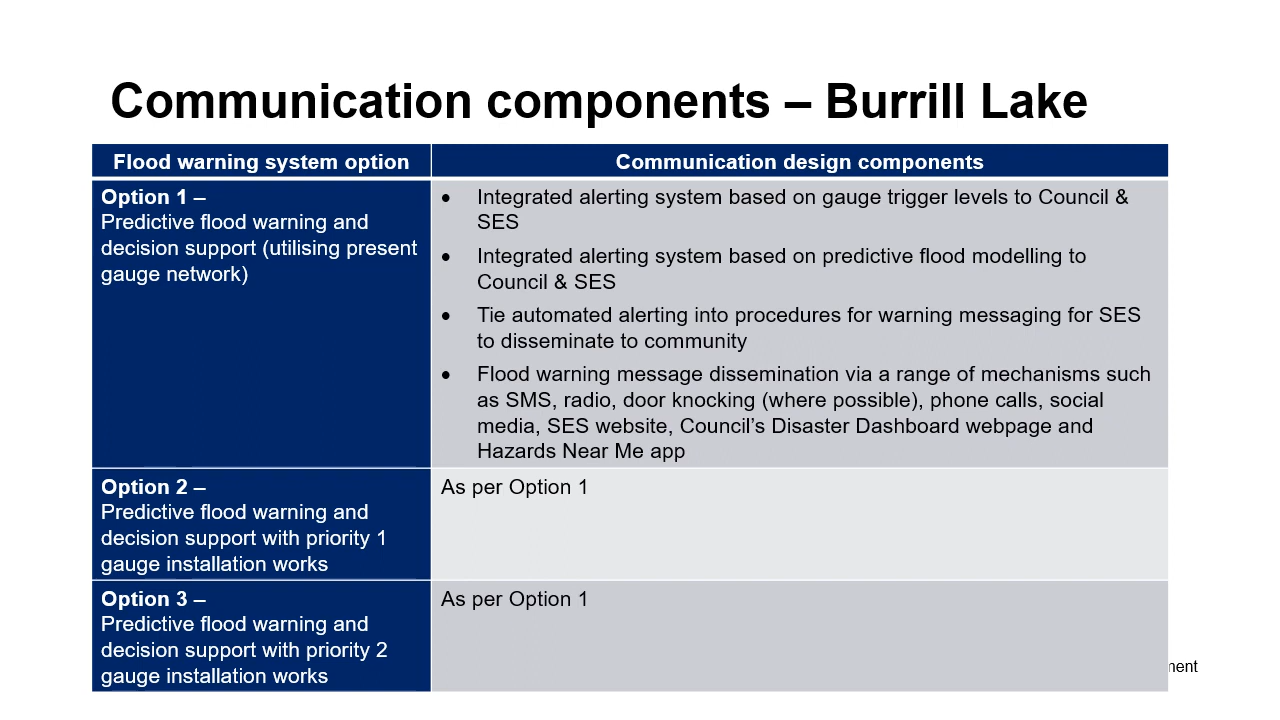 Communication components – Burrill Lake
Flood warning system option
Communication design components
Option 1 –
Predictive flood warning and
decision support (utilising present
gauge network)
• Integrated alerting system based on gauge trigger levels to Council &
SES
• Integrated alerting system based on predictive flood modelling to
Council & SES
• Tie automated alerting into procedures for warning messaging for SES
to disseminate to community
• Flood warning message dissemination via a range of mechanisms such
as SMS, radio, door knocking (where possible), phone calls, social
media, SES website, Council’s Disaster Dashboard webpage and
Hazards Near Me app
Option 2 –
Predictive flood warning and
decision support with priority 1
gauge installation works
As per Option 1
Option 3 –
Predictive flood warning and
decision support with priority 2
gauge installation works
As per Option 1